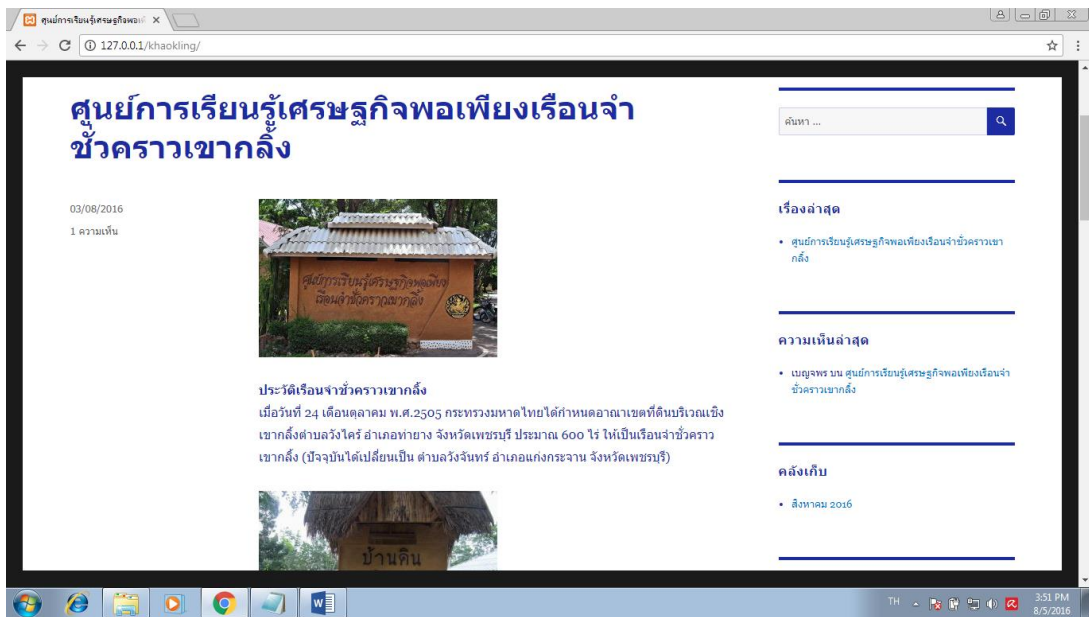 ศูนย์การเรียนรู้เศรษฐกิจพอเพี
127.0.0.1/khaokling/
ศูนย์การเรียนรู้เศรษฐกิจพอเพียงเรือนจำ
ชั่วคราวเขากลิ้ง
03/08/2016
1 ความเห็น
ศูนย์การเรียนรู้เศรษฐกิจพอเพียง
เรือนจำชั่วคราวเขากลิ้ง
ประวัติเรือนจำชั่วคราวเขากลิ้ง
เมื่อวันที่ 24 เดือนตุลาคม พ.ศ.2505 กระทรวงมหาดไทยได้กำหนดอาณาเขตที่ดินบริเวณเชิง
เขากลิ้งตำบลวังไคร้ อำเภอท่ายาง จังหวัดเพชรบุรี ประมาณ 600 ไร่ ให้เป็นเรือนจำชั่วคราว
เขากลิ้ง (ปัจจุบันได้เปลี่ยนเป็น ตำบลวังจันทร์ อำเภอแก่งกระจาน จังหวัดเพชรบุรี)
บ้านดิน
ค้นหา ...
เรื่องล่าสุด
ศูนย์การเรียนรู้เศรษฐกิจพอเพียงเรือนจำชั่วคราวเขา
กลิ้ง
ความเห็นล่าสุด
เบญจพร บน ศูนย์การเรียนรู้เศรษฐกิจพอเพียงเรือนจำ
ชั่วคราวเขากลิ้ง
คลังเก็บ
สิงหาคม 2016
TH
3:51 PM
8/5/2016